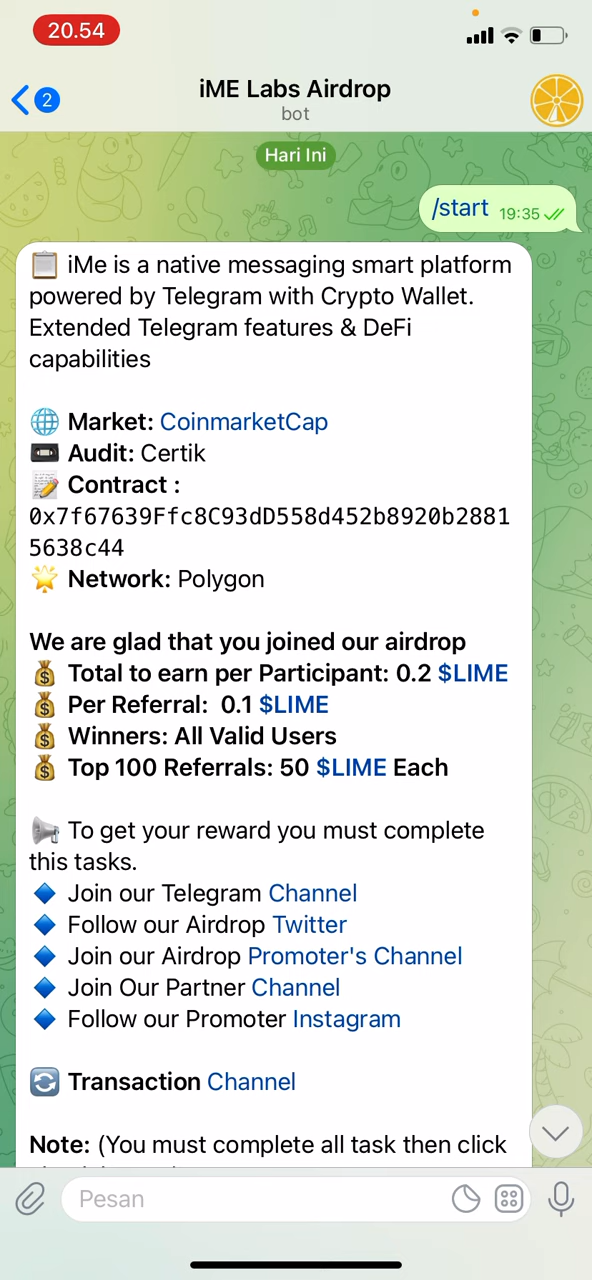 20.54
2
iME Labs Airdrop
bot
Hari Ini
/start 19:35
iMe is a native messaging smart platform
powered by Telegram with Crypto Wallet.
Extended Telegram features & DeFi
capabilities
Market: CoinmarketCap
Audit: Certik
Contract :
0x7f67639Ffc8C93dD558d452b8920b2881
5638c44
Network: Polygon
We are glad that you joined our airdrop
Total to earn per Participant: 0.2 $LIME
Per Referral: 0.1 $LIME
Winners: All Valid Users
Top 100 Referrals: 50 $LIME Each
To get your reward you must complete
this tasks.
Join our Telegram Channel
Follow our Airdrop Twitter
Join our Airdrop Promoter's Channel
Join Our Partner Channel
Follow our Promoter Instagram
Transaction Channel
Note: (You must complete all task then click
Pesan